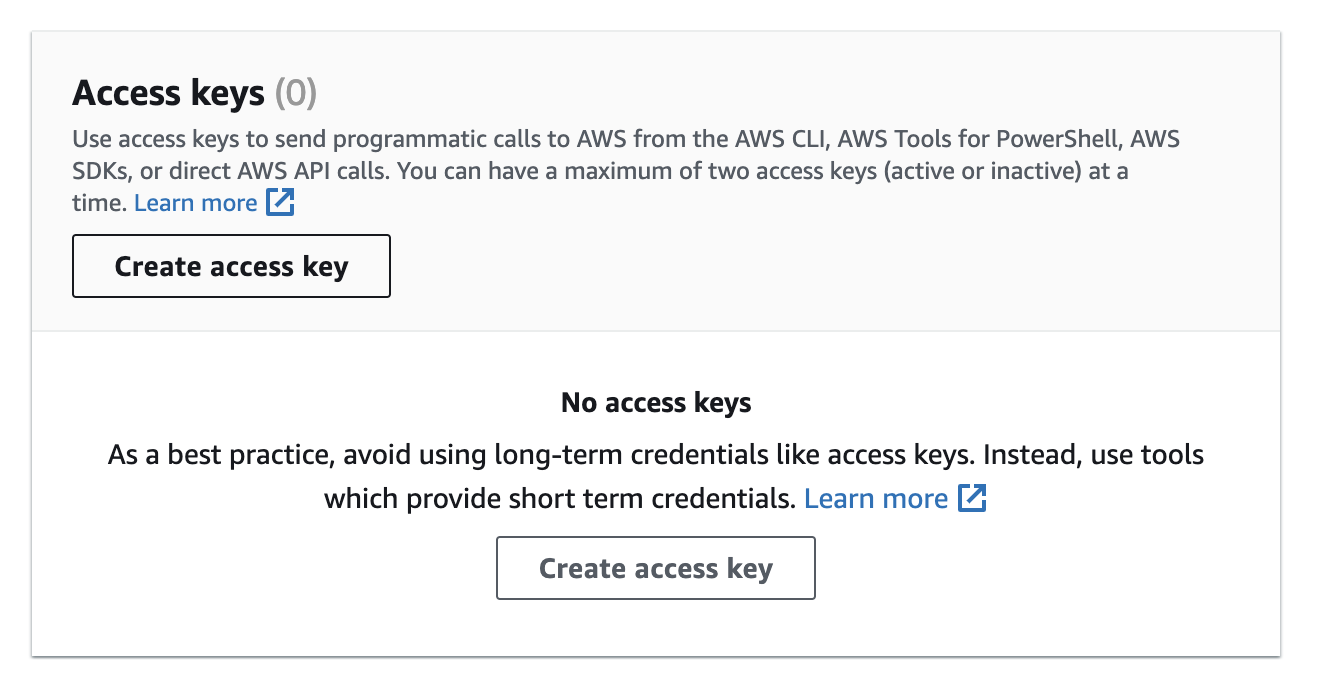 Access keys (0)
Use access keys to send programmatic calls to AWS from the AWS CLI, AWS Tools for PowerShell, AWS
SDKs, or direct AWS API calls. You can have a maximum of two access keys (active or inactive) at a
time. Learn more
Create access key
No access keys
As a best practice, avoid using long-term credentials like access keys. Instead, use tools
which provide short term credentials. Learn more
Create access key